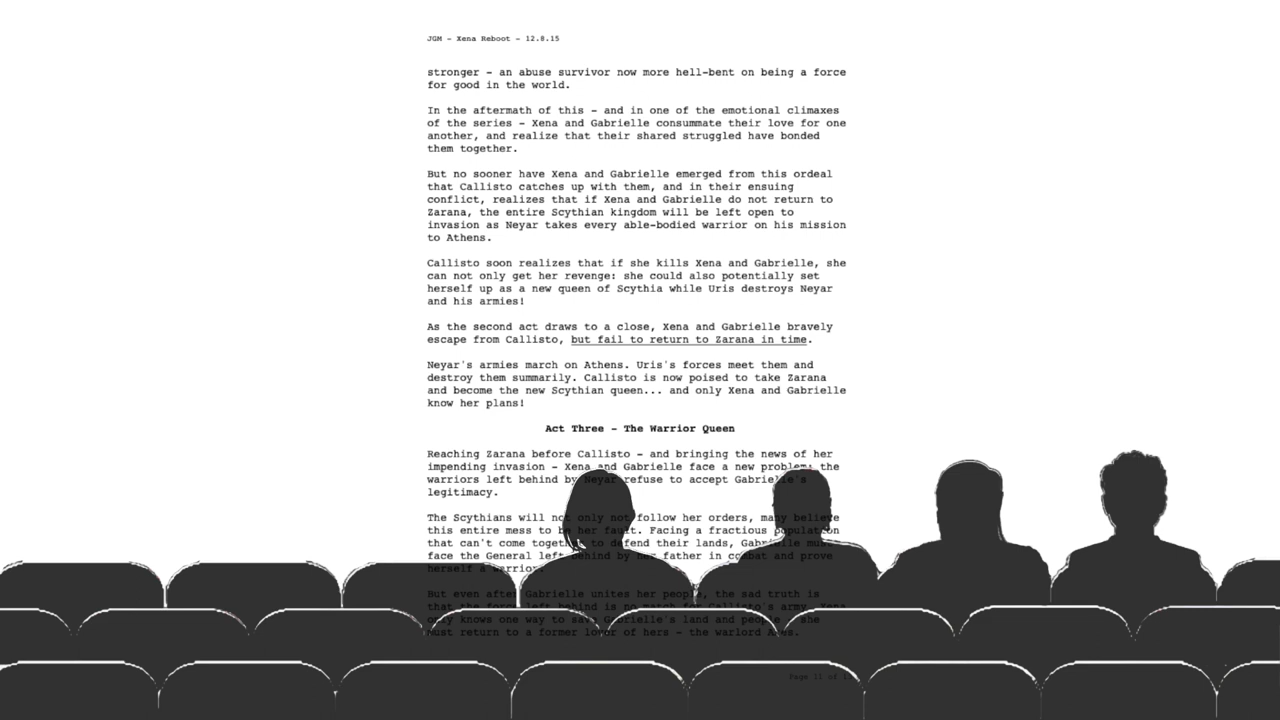 JGM - Xena Reboot - 12.8.15
stronger - an abuse survivor now more hell-bent on being a force
for good in the world.
In the aftermath of this - and in one of the emotional climaxes
of the series - Xena and Gabrielle consummate their love for one
another, and realize that their shared struggled have bonded
them together.
But no sooner have Xena and Gabrielle emerged from this ordeal
that Callisto catches up with them, and in their ensuing
conflict, realizes that if Xena and Gabrielle do not return to
Zarana, the entire Scythian kingdom will be left open to
invasion as Neyar takes every able-bodied warrior on his mission
to Athens.
Callisto soon realizes that if she kills Xena and Gabrielle, she
can not only get her revenge: she could also potentially set
herself up as a new queen of Scythia while Uris destroys Neyar
and his armies!
As the second act draws to a close, Xena and Gabrielle bravely
escape from Callisto, but fail to return to Zarana in time.
Neyar's armies march on Athens. Uris's forces meet them and
destroy them summarily. Callisto is now poised to take Zarana
and become the new Scythian queen... and only Xena and Gabrielle
know her plans!
Act Three - The Warrior Queen
Reaching Zarana before Callisto - and bringing the news of her
impending invasion - Xena and Gabrielle face a new problem: the
warriors left behind by Neyar refuse to accept Gabrielle's
legitimacy.
The Scythians will not only not follow her orders, many believe
this entire mess to be her fault. Facing a fractious population
that can't come together to defend their lands, Gabrielle must
face the General left behind by her father in combat and prove
herself a warrior.
But even after Gabrielle unites her people, the sad truth is
that the force left behind is no match for Callisto's army. Xena
only knows one way to save Gabrielle's land and people - she
must return to a former lover of hers - the warlord Ares.
Page 11 of